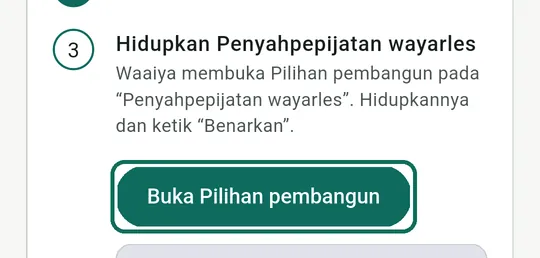 3
Hidupkan Penyahpepijatan wayarles
Waaiya membuka Pilihan pembangun pada
“Penyahpepijatan wayarles”. Hidupkannya
dan ketik “Benarkan”.
Buka Pilihan pembangun